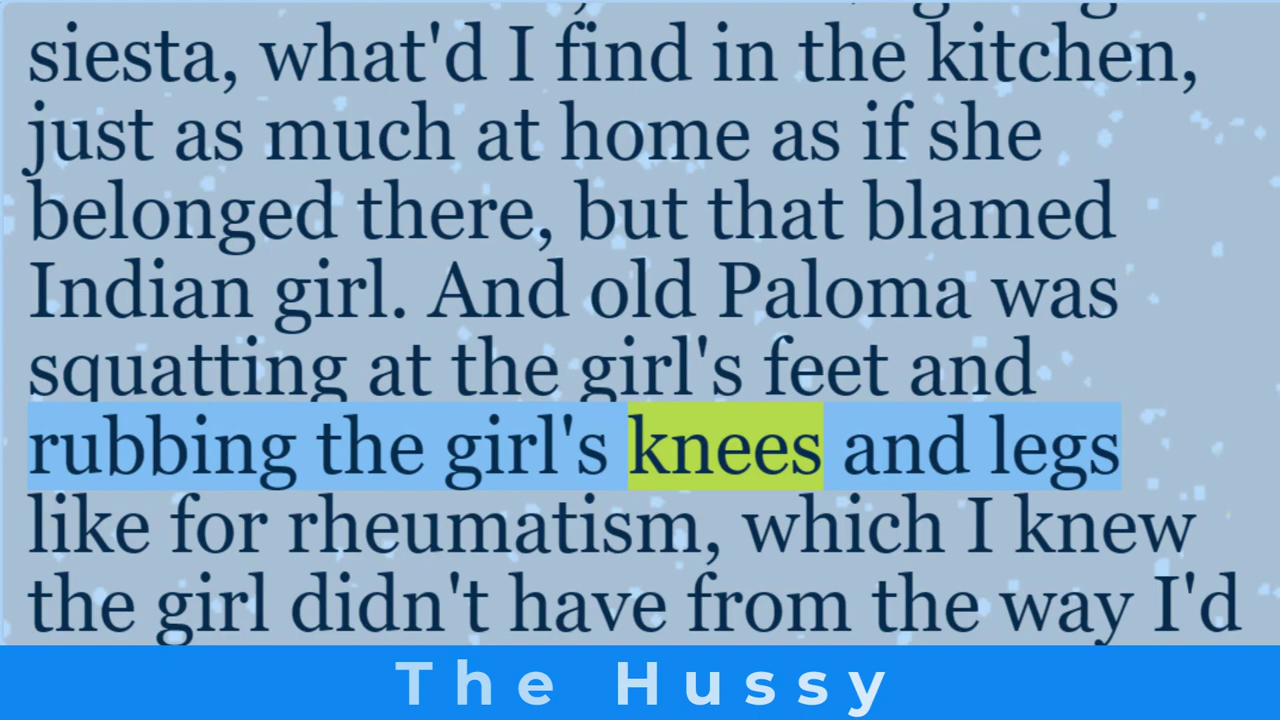 siesta, what'd I find in the kitchen,
just as much at home as if she
belonged there, but that blamed
Indian girl. And old Paloma was
squatting at the girl's feet and
rubbing the girl's knees and legs
like for rheumatism, which I knew
the girl didn't have from the way I'd
The Hussy